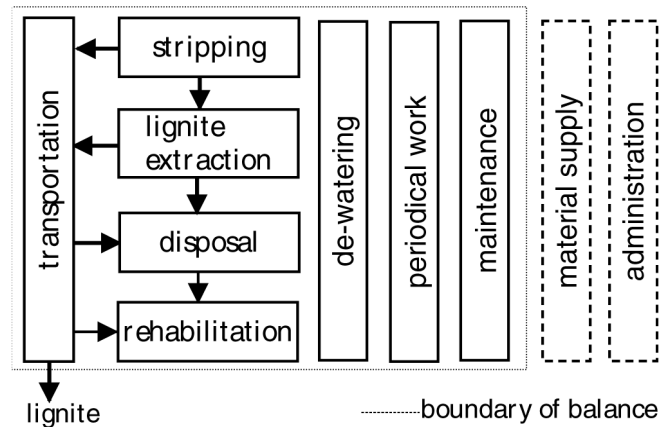 transportation
stripping
lignite
extraction
disposal
rehabilitation
de-watering
periodical work
maintenance
material supply
administration
lignite
boundary of balance